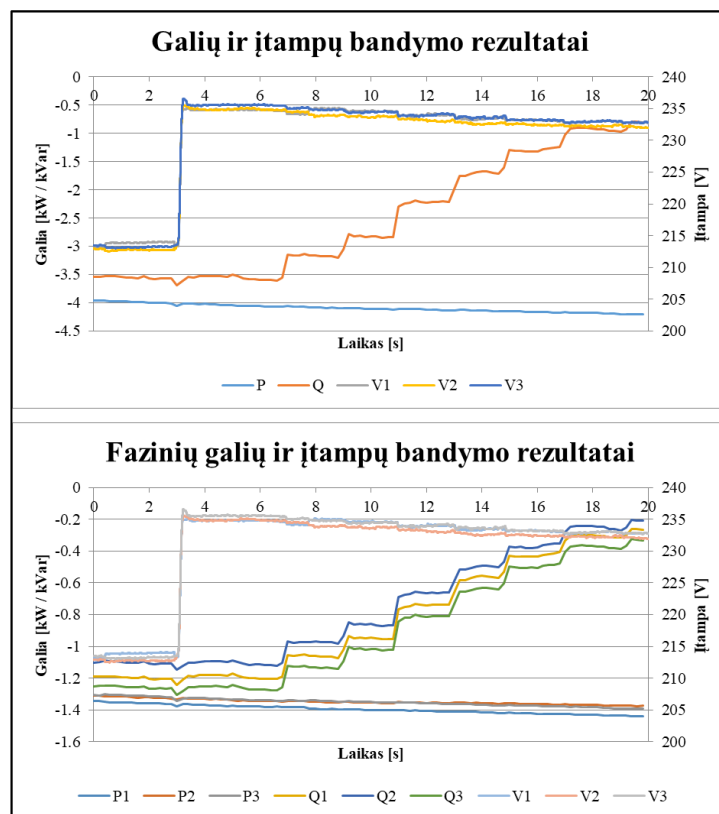 Galių ir įtampų bandymo rezultatai
0 240
0 2 4 6 8 10 12 14 16 18 20
-0.5 235
-1 230
-1.5 225
-2 220
-2.5 215
-3 210
-3.5 205
-4 200
-4.5
Galia [kW / kVar]
Įtampa [V]
Laikas [s]
P Q V1 V2 V3
Fazinių galių ir įtampų bandymo rezultatai
0 240
0 2 4 6 8 10 12 14 16 18 20
-0.2 235
-0.4 230
-0.6 225
-0.8 220
-1 215
-1.2 210
-1.4 205
-1.6 200
Galia [kW / kVar]
Įtampa [V]
Laikas [s]
P1 P2 P3 Q1 Q2 Q3 V1 V2 V3